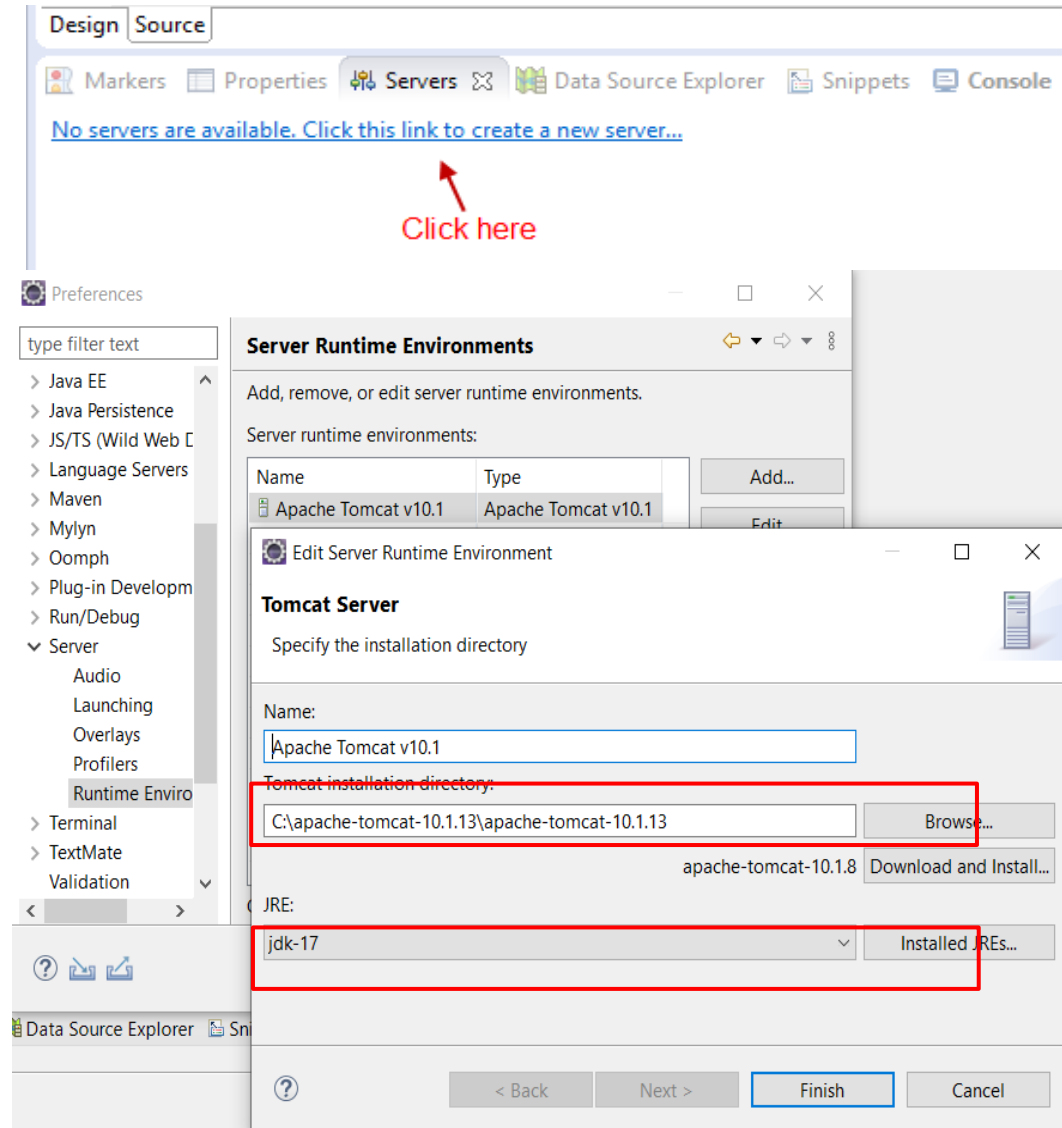 Design Source
Markers Properties Servers Data Source Explorer Snippets Console
No servers are available. Click this link to create a new server...
Click here
Preferences
type filter text
Server Runtime Environments
Java EE
Java Persistence
JS/TS (Wild Web D
Language Servers
Maven
Mylyn
Oomph
Plug-in Developm
Run/Debug
Server
Audio
Launching
Overlays
Profilers
Runtime Enviro
Terminal
TextMate
Validation
Add, remove, or edit server runtime environments.
Server runtime environments:
Name Type
Apache Tomcat v10.1 Apache Tomcat v10.1
Add...
Edit
Edit Server Runtime Environment
Tomcat Server
Specify the installation directory
Name:
Apache Tomcat v10.1
Tomcat installation directory:
C:\apache-tomcat-10.1.13\apache-tomcat-10.1.13
Browse...
apache-tomcat-10.1.8 Download and Install...
JRE:
jdk-17
Installed JREs...
Data Source Explorer Sni
< Back Next > Finish Cancel